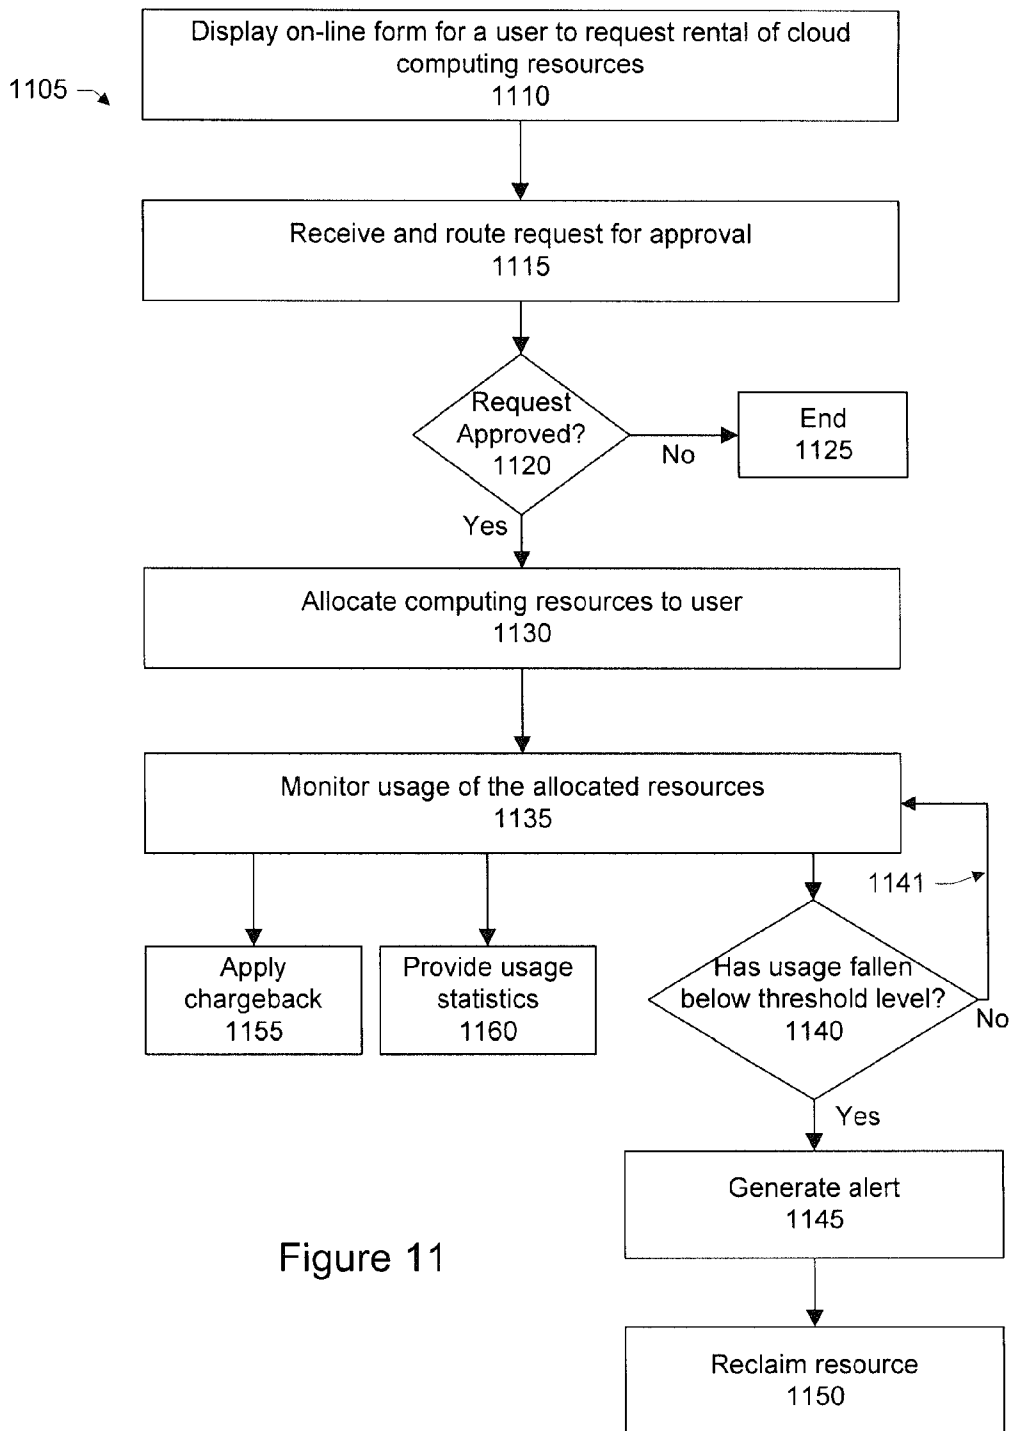 Display on-line form for a user to request rental of cloud
computing resources
1110
1105
Receive and route request for approval
1115
Request
Approved?
1120
No
End
1125
Yes
Allocate computing resources to user
1130
Monitor usage of the allocated resources
1135
1141
Apply
chargeback
1155
Provide usage
statistics
1160
Has usage fallen
below threshold level?
1140
No
Yes
Generate alert
1145
Figure 11
Reclaim resource
1150